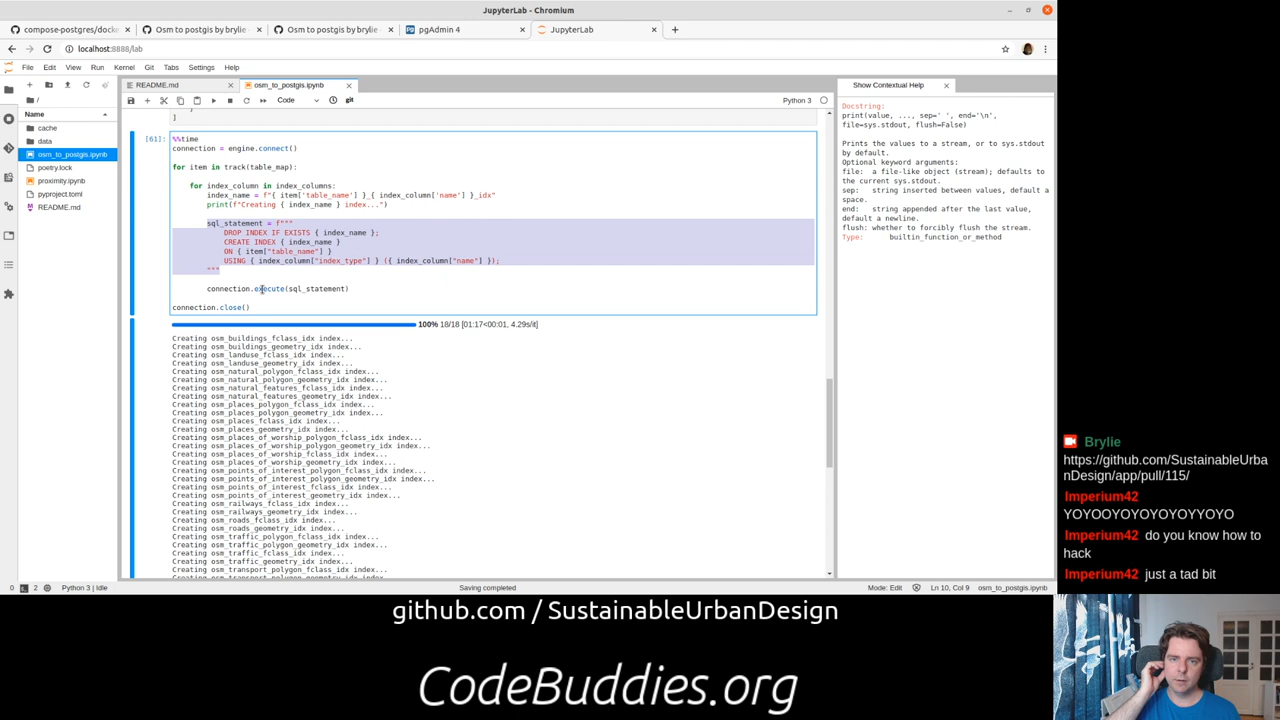 JupyterLab - Chromium
compose-postgres/docke
Osm to postgis by brylie ·
Osm to postgis by brylie ·
pgAdmin 4
JupyterLab
localhost:8888/lab
File Edit View Run Kernel Git Tabs Settings Help
README.md
osm_to_postgis.ipynb
Show Contextual Help
Code
git
Python 3
/
Name
cache
data
osm_to_postgis.ipynb
poetry.lock
proximity.ipynb
pyproject.toml
README.md
]
[61]:
%%time
connection = engine.connect()
for item in track(table_map):
for index_column in index_columns:
index_name = f"{ item['table_name'] }_{ index_column['name'] }_idx"
print(f"Creating { index_name } index...")
sql_statement = f"""
DROP INDEX IF EXISTS { index_name };
CREATE INDEX { index_name }
ON { item["table_name"] }
USING { index_column["index_type"] } ({ index_column["name"] });
"""
connection.execute(sql_statement)
connection.close()
100% 18/18 [01:17<00:01, 4.29s/it]
Creating osm_buildings_fclass_idx index...
Creating osm_buildings_geometry_idx index...
Creating osm_landuse_fclass_idx index...
Creating osm_landuse_geometry_idx index...
Creating osm_natural_polygon_fclass_idx index...
Creating osm_natural_polygon_geometry_idx index...
Creating osm_natural_features_fclass_idx index...
Creating osm_natural_features_geometry_idx index...
Creating osm_places_polygon_fclass_idx index...
Creating osm_places_polygon_geometry_idx index...
Creating osm_places_fclass_idx index...
Creating osm_places_geometry_idx index...
Creating osm_places_of_worship_polygon_fclass_idx index...
Creating osm_places_of_worship_polygon_geometry_idx index...
Creating osm_places_of_worship_fclass_idx index...
Creating osm_places_of_worship_geometry_idx index...
Creating osm_points_of_interest_polygon_fclass_idx index...
Creating osm_points_of_interest_polygon_geometry_idx index...
Creating osm_points_of_interest_fclass_idx index...
Creating osm_points_of_interest_geometry_idx index...
Creating osm_railways_fclass_idx index...
Creating osm_railways_geometry_idx index...
Creating osm_roads_fclass_idx index...
Creating osm_roads_geometry_idx index...
Creating osm_traffic_polygon_fclass_idx index...
Creating osm_traffic_polygon_geometry_idx index...
Creating osm_traffic_fclass_idx index...
Creating osm_traffic_geometry_idx index...
Creating osm_transport_polygon_fclass_idx index...
Docstring:
print(value, ..., sep=' ', end='\n',
file=sys.stdout, flush=False)
Prints the values to a stream, or to sys.stdout
by default.
Optional keyword arguments:
file: a file-like object (stream); defaults to
the current sys.stdout.
sep: string inserted between values, default a
space.
end: string appended after the last value,
default a newline.
flush: whether to forcibly flush the stream.
Type: builtin_function_or_method
0 2 Python 3 | Idle
Saving completed
Mode: Edit Ln 10, Col 9 osm_to_postgis.ipynb
Brylie
https://github.com/SustainableUrba
nDesign/app/pull/115/
Imperium42
YOYOOYOYOYOYOYYOYO
Imperium42 do you know how to
hack
Imperium42 just a tad bit
github.com / SustainableUrbanDesign
CodeBuddies.org